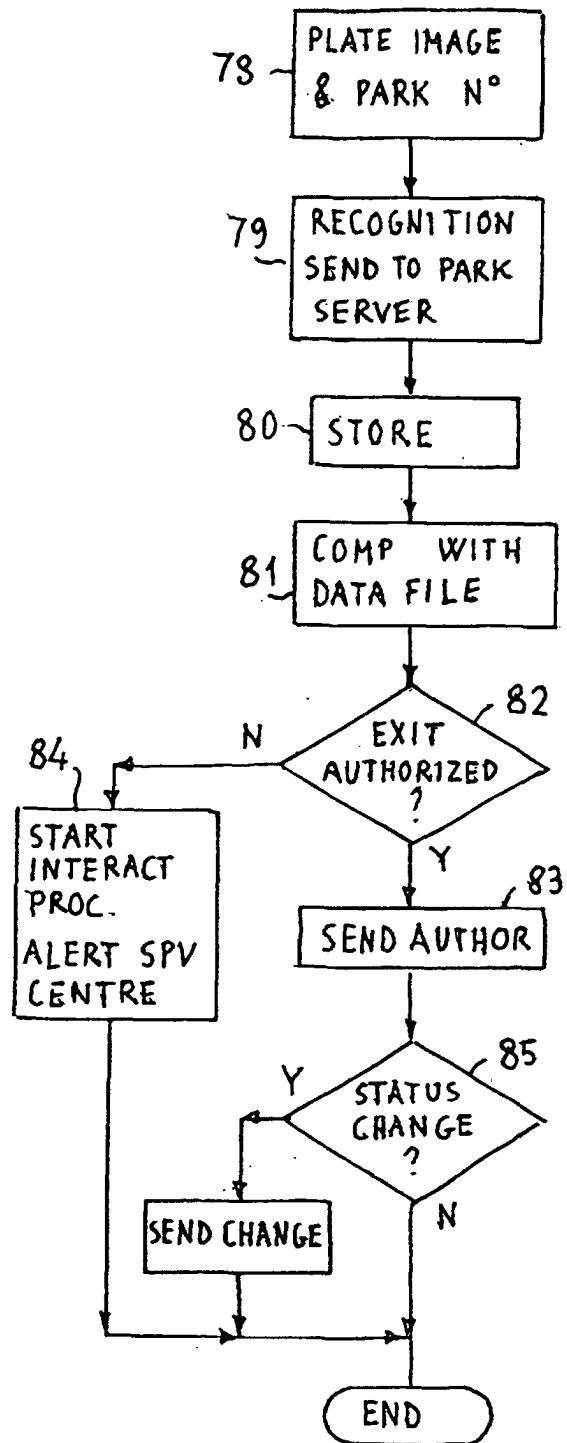 78
PLATE IMAGE
& PARK N°
79
RECOGNITION
SEND TO PARK
SERVER
80
STORE
81
COMP WITH
DATA FILE
82
EXIT
AUTHORIZED
?
N
Y
84
START
INTERACT
PROC.
ALERT SPV
CENTRE
83
SEND AUTHOR
85
STATUS
CHANGE
?
Y
N
SEND CHANGE
END